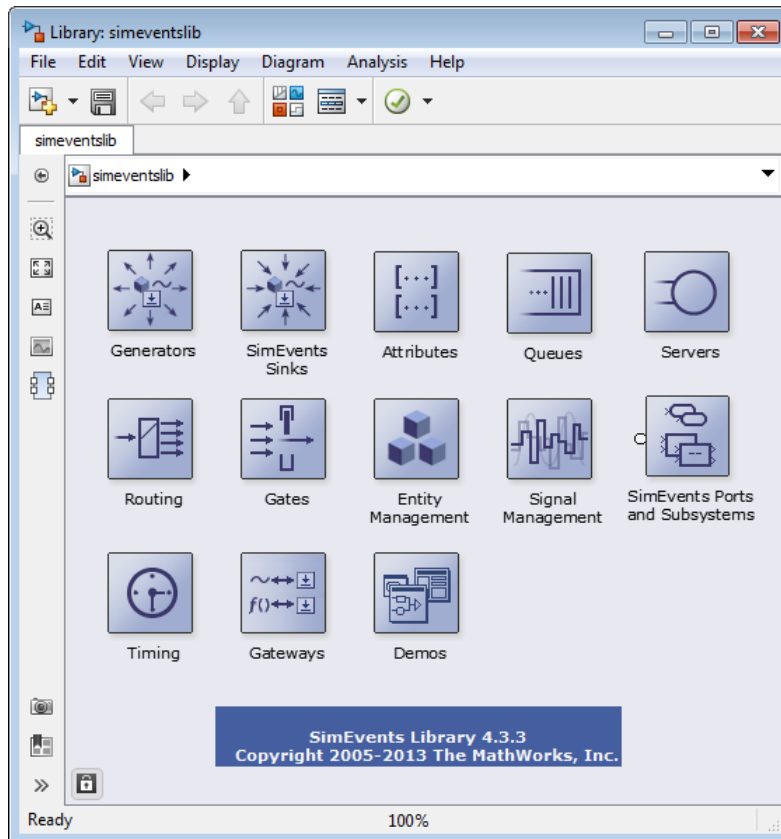 Library: simeventslib
File Edit View Display Diagram Analysis Help
simeventslib
simeventslib
Generators
SimEvents
Sinks
Attributes
Queues
Servers
Routing
Gates
Entity
Management
Signal
Management
SimEvents Ports
and Subsystems
Timing
Gateways
f()
Demos
SimEvents Library 4.3.3
Copyright 2005-2013 The MathWorks, Inc.
Ready 100%